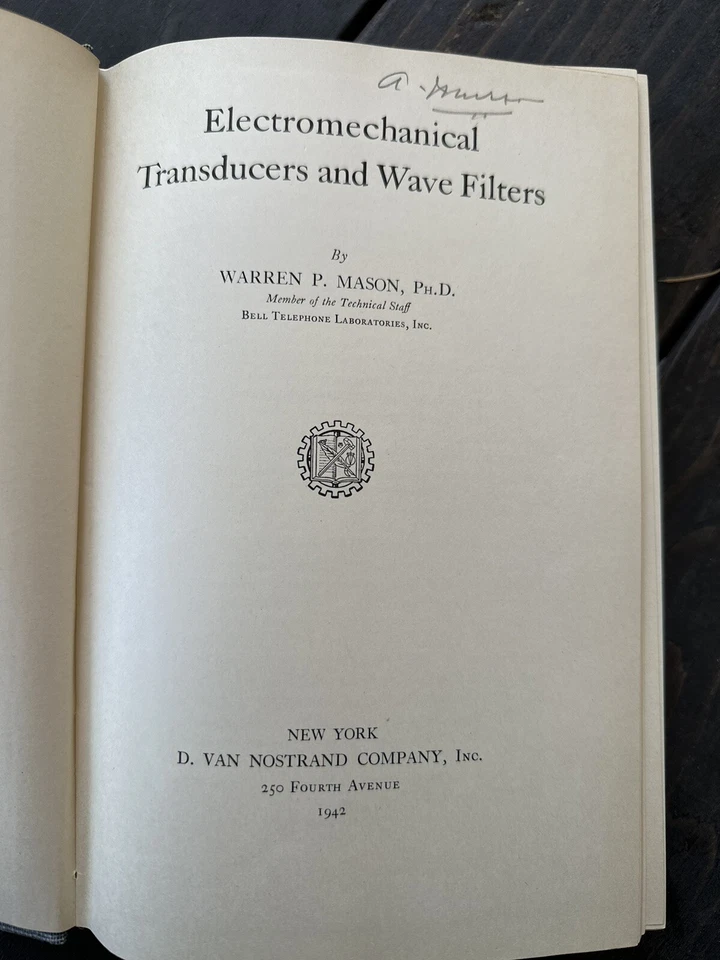 Electromechanical
Transducers and Wave Filters
By
WARREN P. MASON, PH.D.
Member of the Technical Staff
BELL TELEPHONE LABORATORIES, INC.
NEW YORK
D. VAN NOSTRAND COMPANY, INC.
250 FOURTH AVENUE
1942